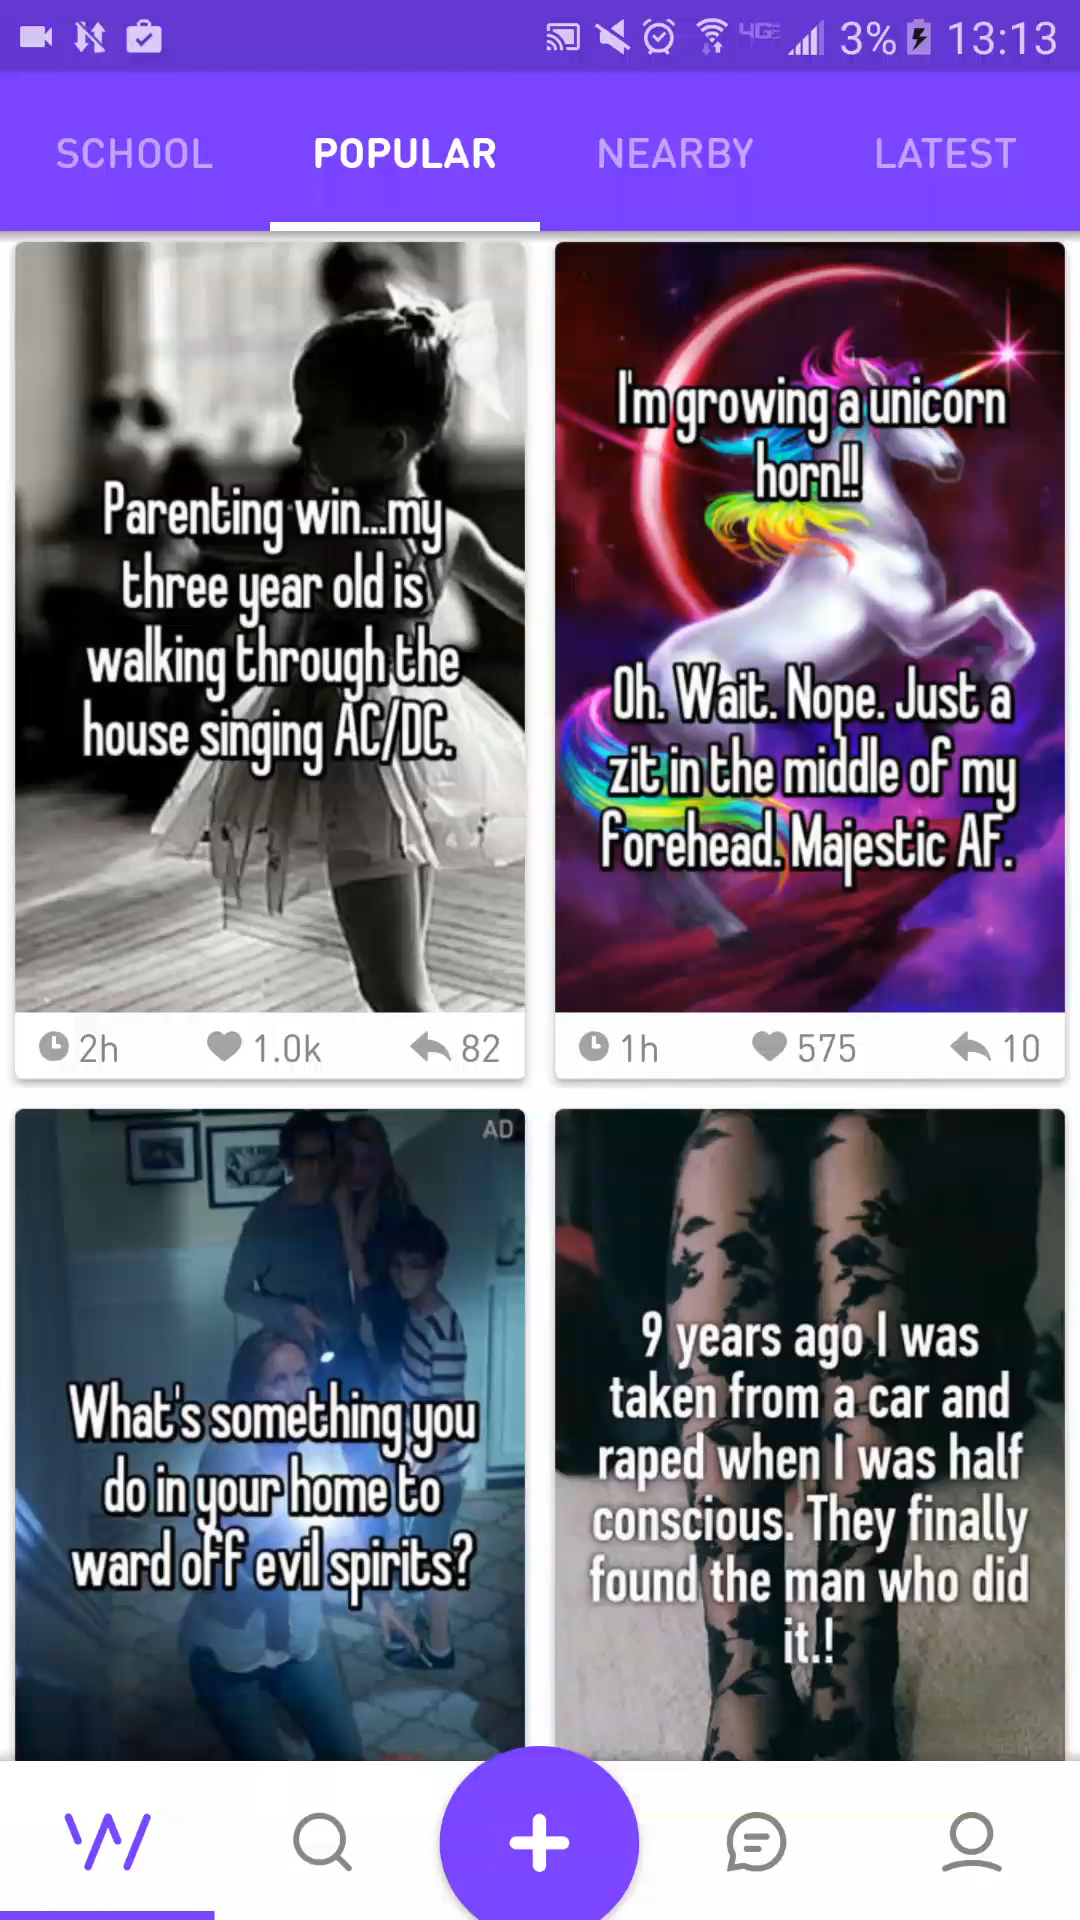 4G
3%
13:13
SCHOOL
POPULAR
NEARBY
LATEST
Parenting win...my
three year old is
walking through the
house singing AC/DC.
2h
1.0k
82
I'm growing a unicorn
horn!!
Oh. Wait. Nope. Just a
zit in the middle of my
forehead. Majestic AF.
1h
575
10
AD
What's something you
do in your home to
ward off evil spirits?
9 years ago I was
taken from a car and
raped when I was half
conscious. They finally
found the man who did
it.!